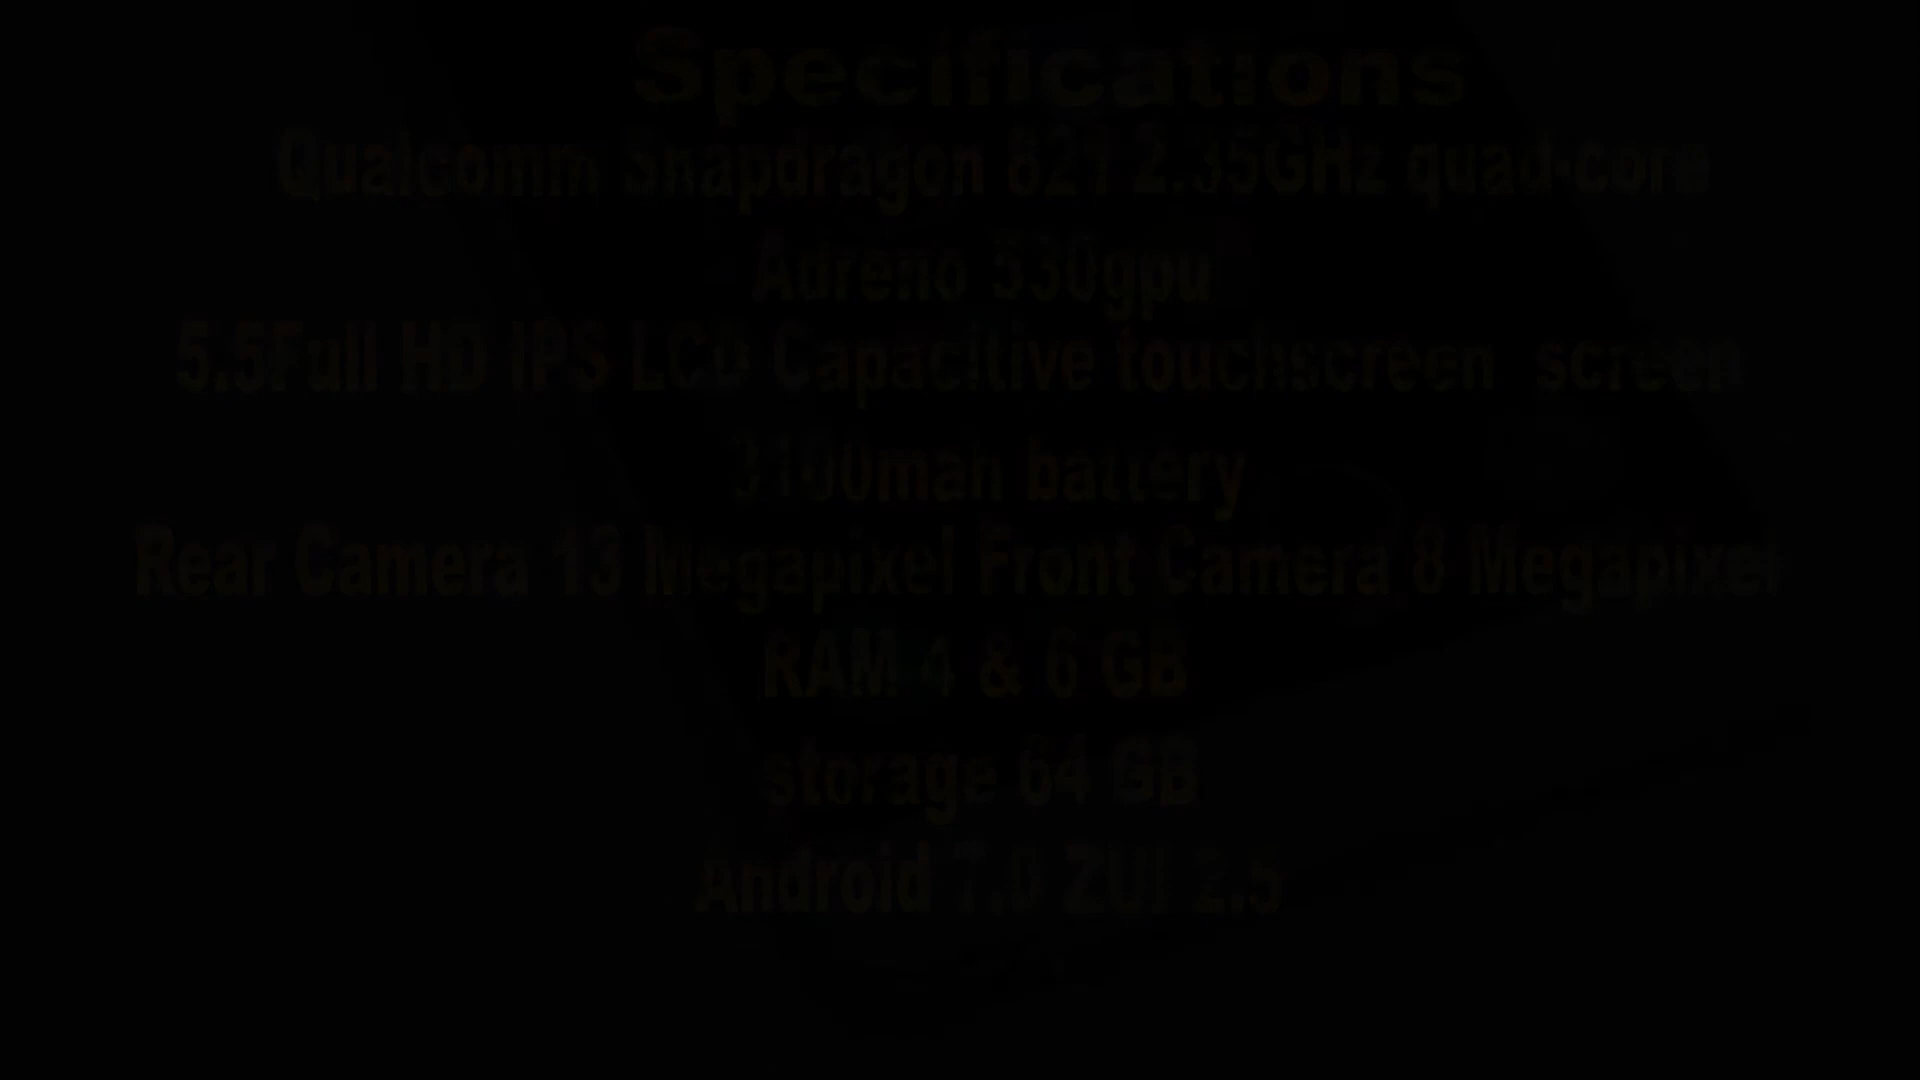 Specifications
Qualcomm Snapdragon 821 2.35GHz quad-core
Adreno 530gpu
5.5Full HD IPS LCD Capacitive touchscreen screen
3100mah battery
Rear Camera 13 Megapixel Front Camera 8 Megapixel
RAM 4 & 6 GB
storage 64 GB
Android 7.0 ZUI 2.5